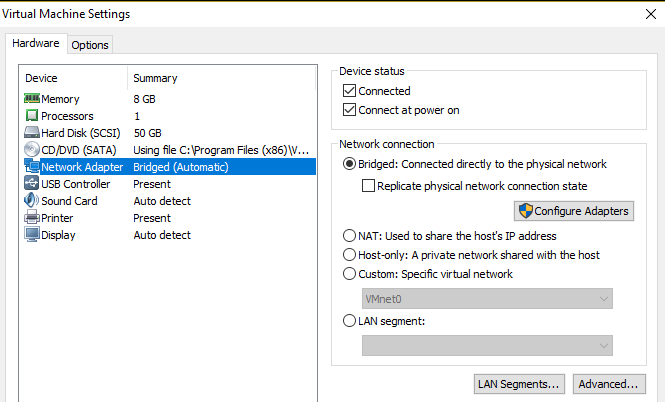 Virtual Machine Settings
Hardware
Options
Device Summary
Memory 8 GB
Processors 1
Hard Disk (SCSI) 50 GB
CD/DVD (SATA) Using file C:\Program Files (x86)\V...
Network Adapter Bridged (Automatic)
USB Controller Present
Sound Card Auto detect
Printer Present
Display Auto detect
Device status
Connected
Connect at power on
Network connection
Bridged: Connected directly to the physical network
Replicate physical network connection state
Configure Adapters
NAT: Used to share the host's IP address
Host-only: A private network shared with the host
Custom: Specific virtual network
VMnet0
LAN segment:
LAN Segments... Advanced...